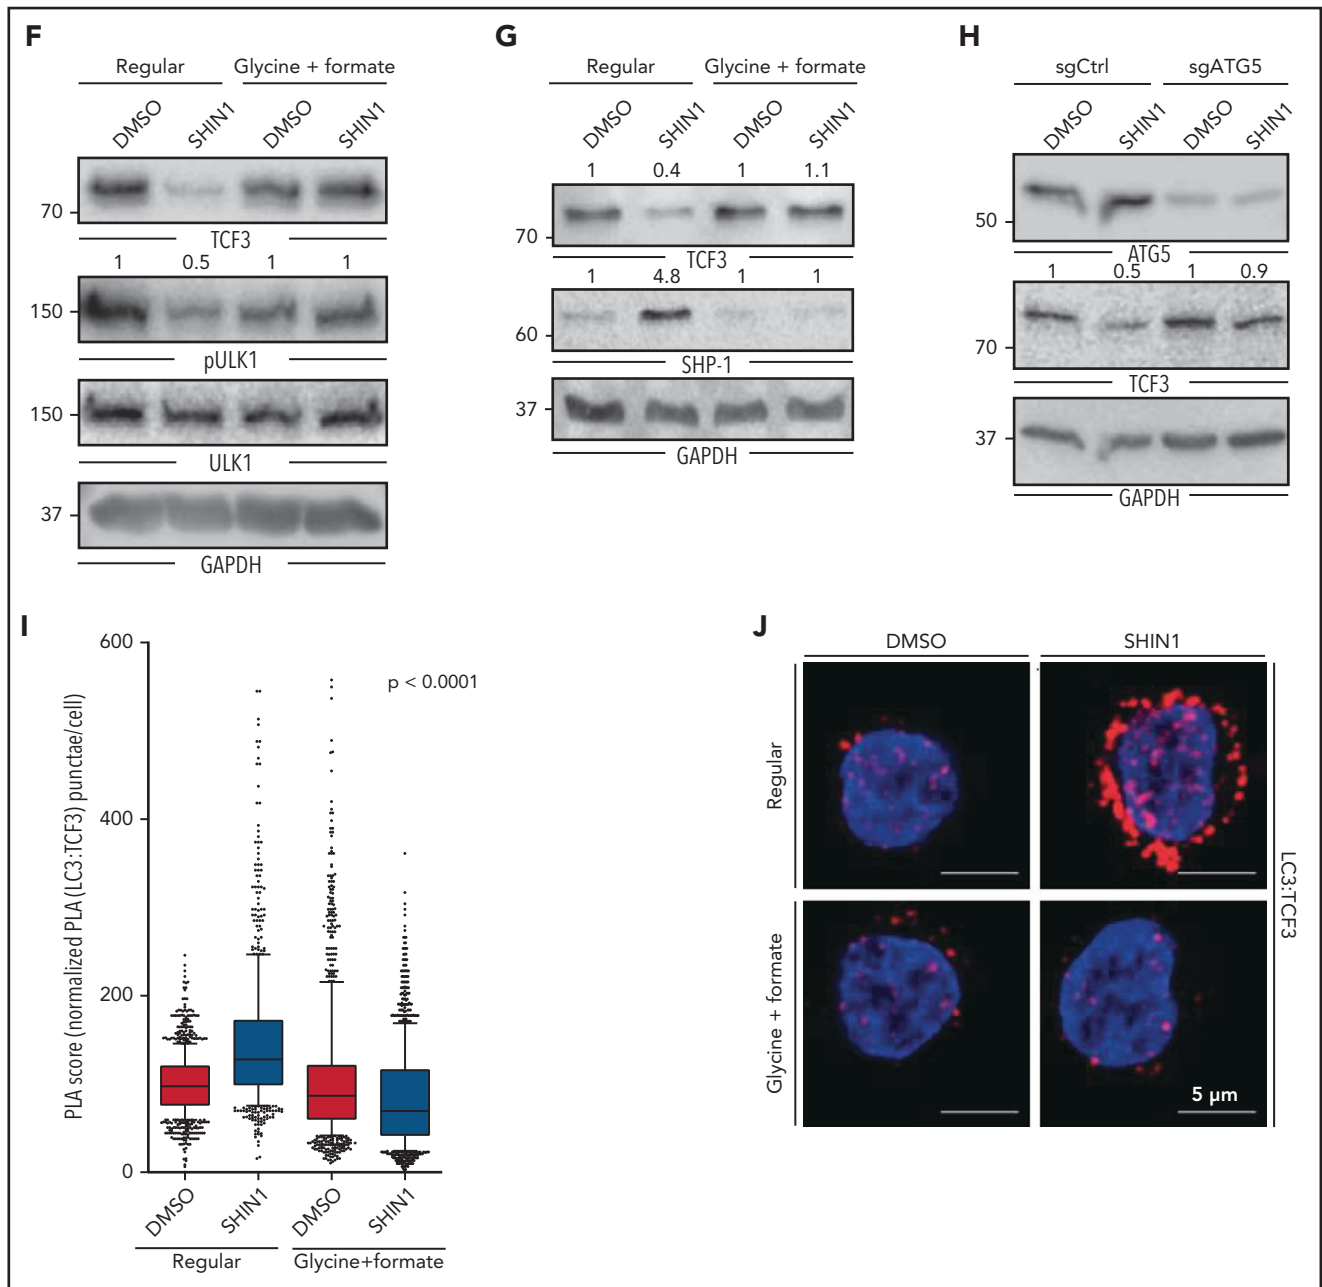 F
Regular Glycine + formate
DMSO SHIN1 DMSO SHIN1
70
TCF3
1 0.5 1 1
150
pULK1
150
ULK1
37
GAPDH
G
Regular Glycine + formate
DMSO SHIN1 DMSO SHIN1
1 0.4 1 1.1
70
TCF3
1 4.8 1 1
60
SHP-1
37
GAPDH
H
sgCtrl sgATG5
DMSO SHIN1 DMSO SHIN1
50
ATG5
1 0.5 1 0.9
70
TCF3
37
GAPDH
I
PLA score (normalized PLA (LC3:TCF3) punctae/cell)
600
400
200
0
p < 0.0001
DMSO SHIN1 DMSO SHIN1
Regular Glycine+formate
J
DMSO SHIN1
Regular
Glycine + formate
LC3:TCF3
5 µm